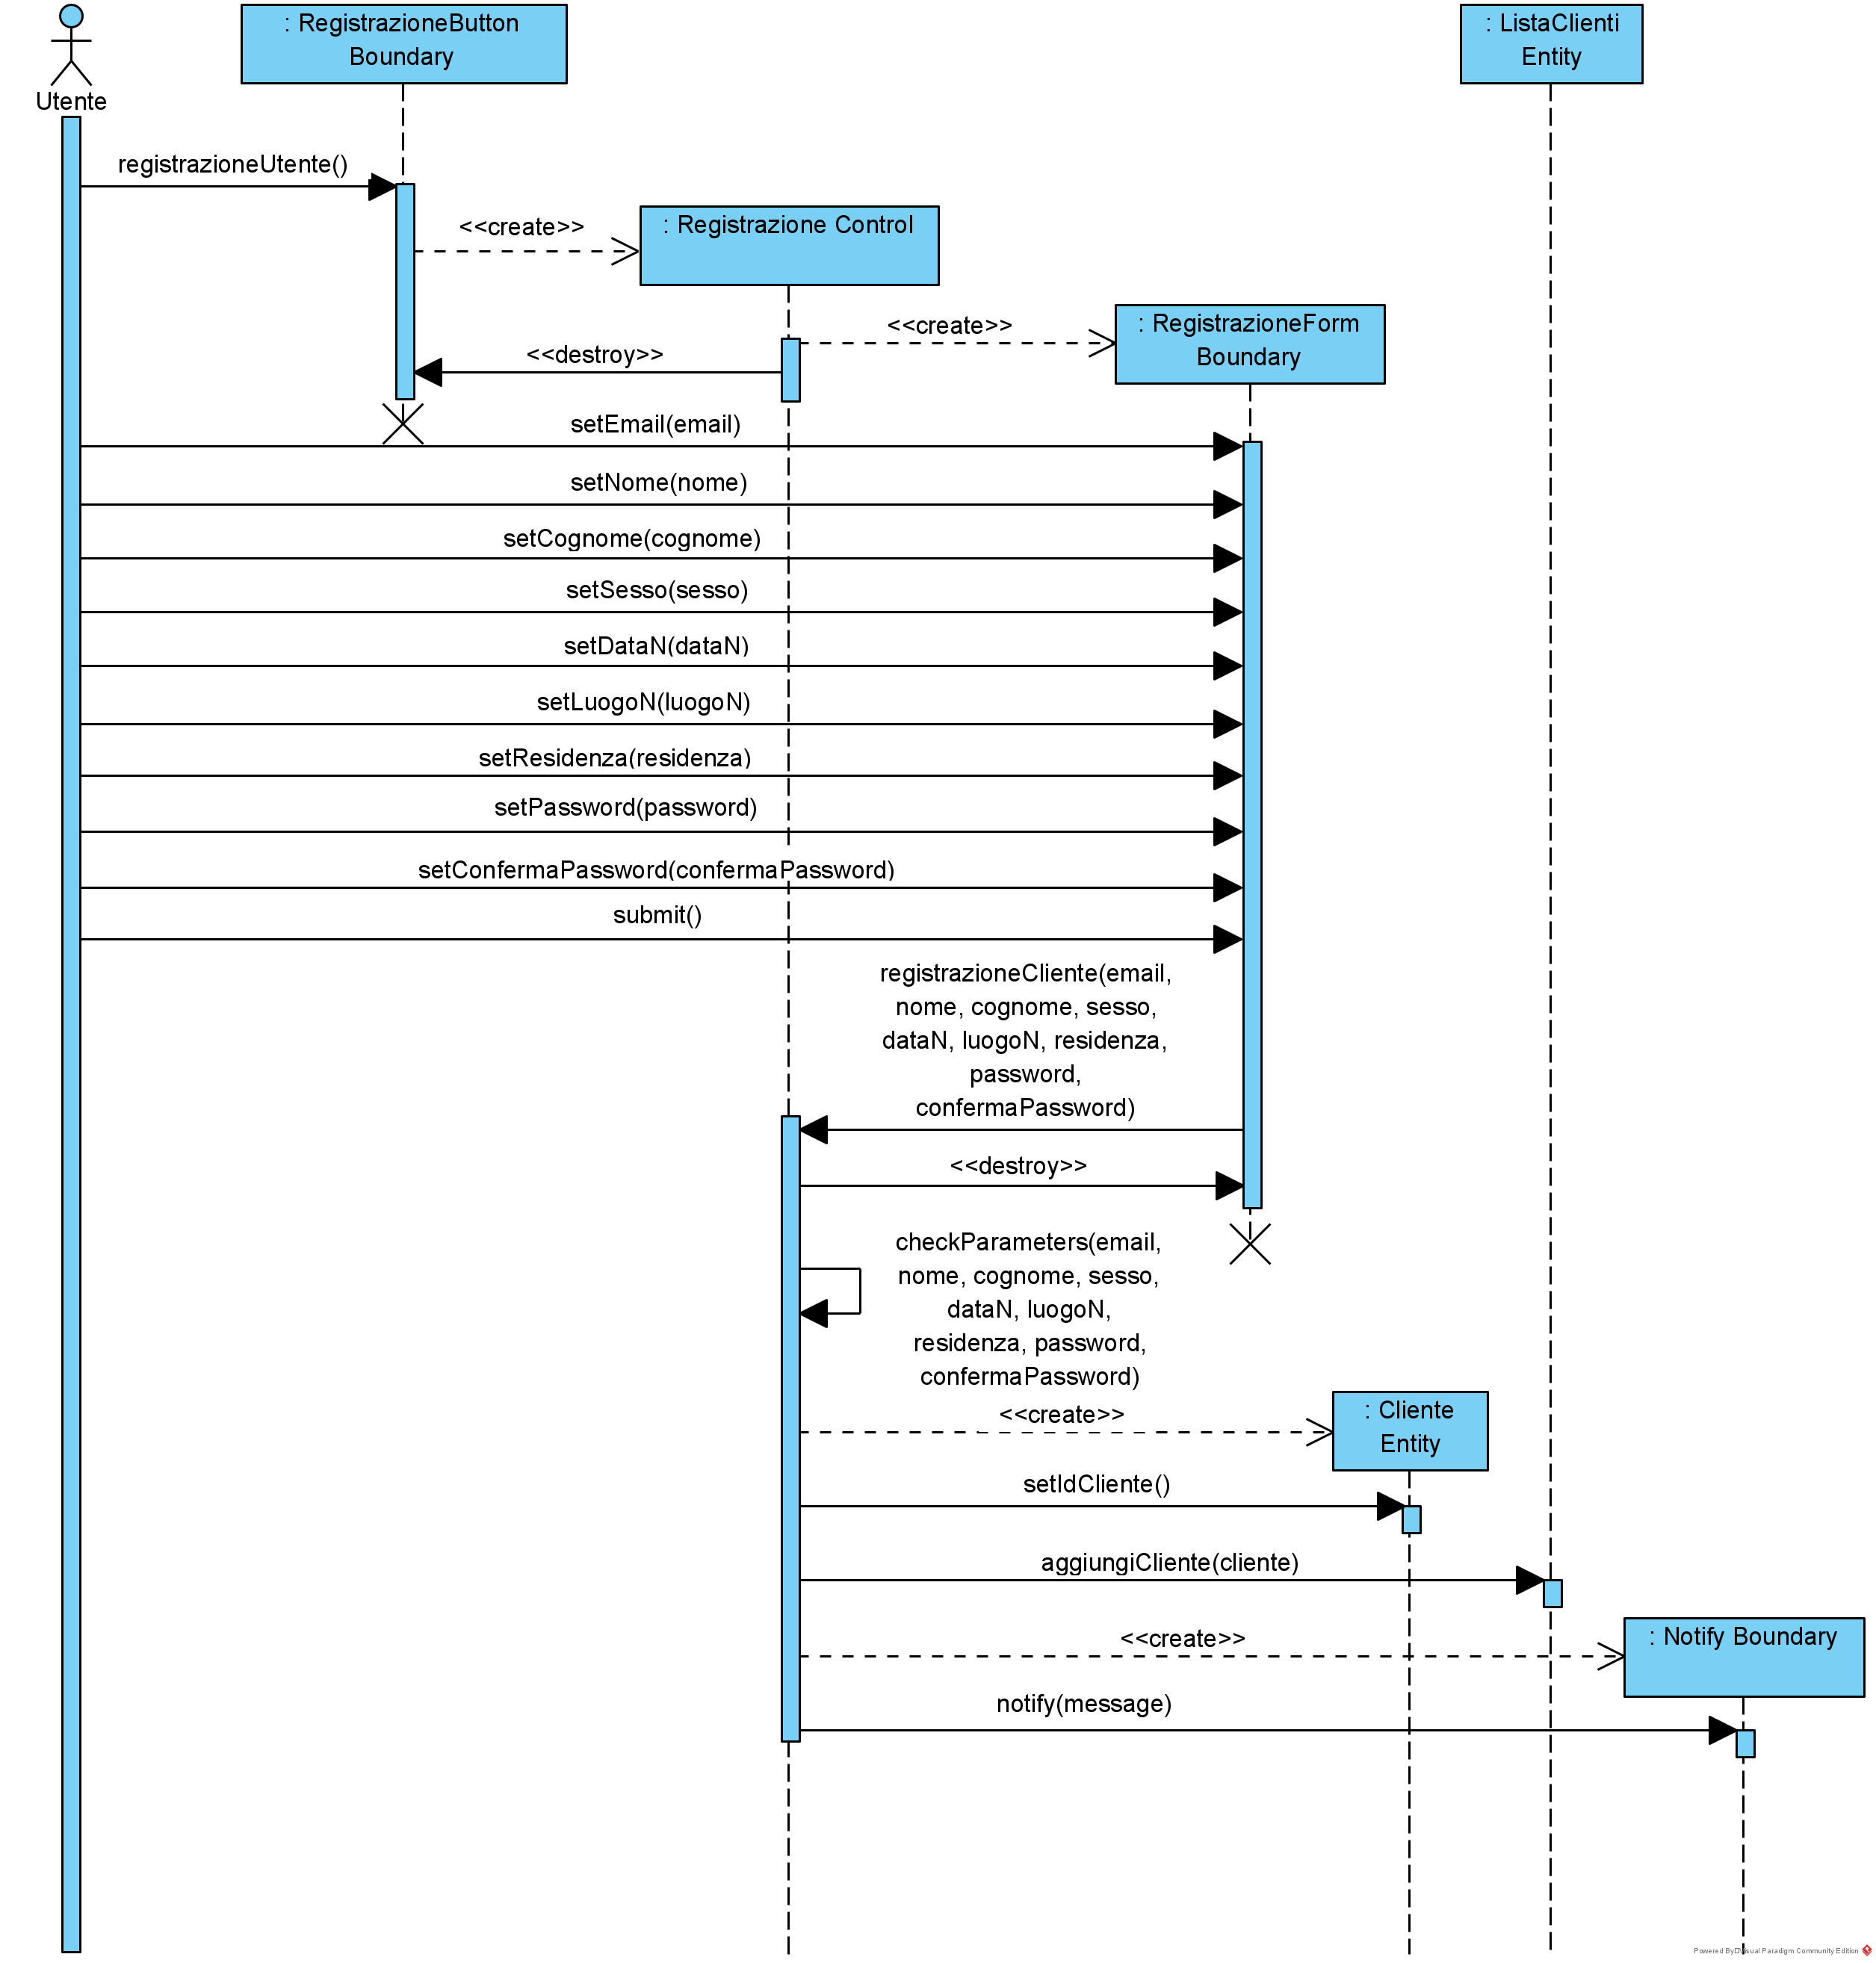 : RegistrazioneButton
Boundary
: ListaClienti
Entity
Utente
registrazioneUtente()
<<create>>
: Registrazione Control
<<create>>
: RegistrazioneForm
Boundary
<<destroy>>
setEmail(email)
setNome(nome)
setCognome(cognome)
setSesso(sesso)
setDataN(dataN)
setLuogoN(luogoN)
setResidenza(residenza)
setPassword(password)
setConfermaPassword(confermaPassword)
submit()
registrazioneCliente(email,
nome, cognome, sesso,
dataN, luogoN, residenza,
password,
confermaPassword)
<<destroy>>
checkParameters(email,
nome, cognome, sesso,
dataN, luogoN,
residenza, password,
confermaPassword)
<<create>>
: Cliente
Entity
setIdCliente()
aggiungiCliente(cliente)
<<create>>
: Notify Boundary
notify(message)
Powered By Visual Paradigm Community Edition